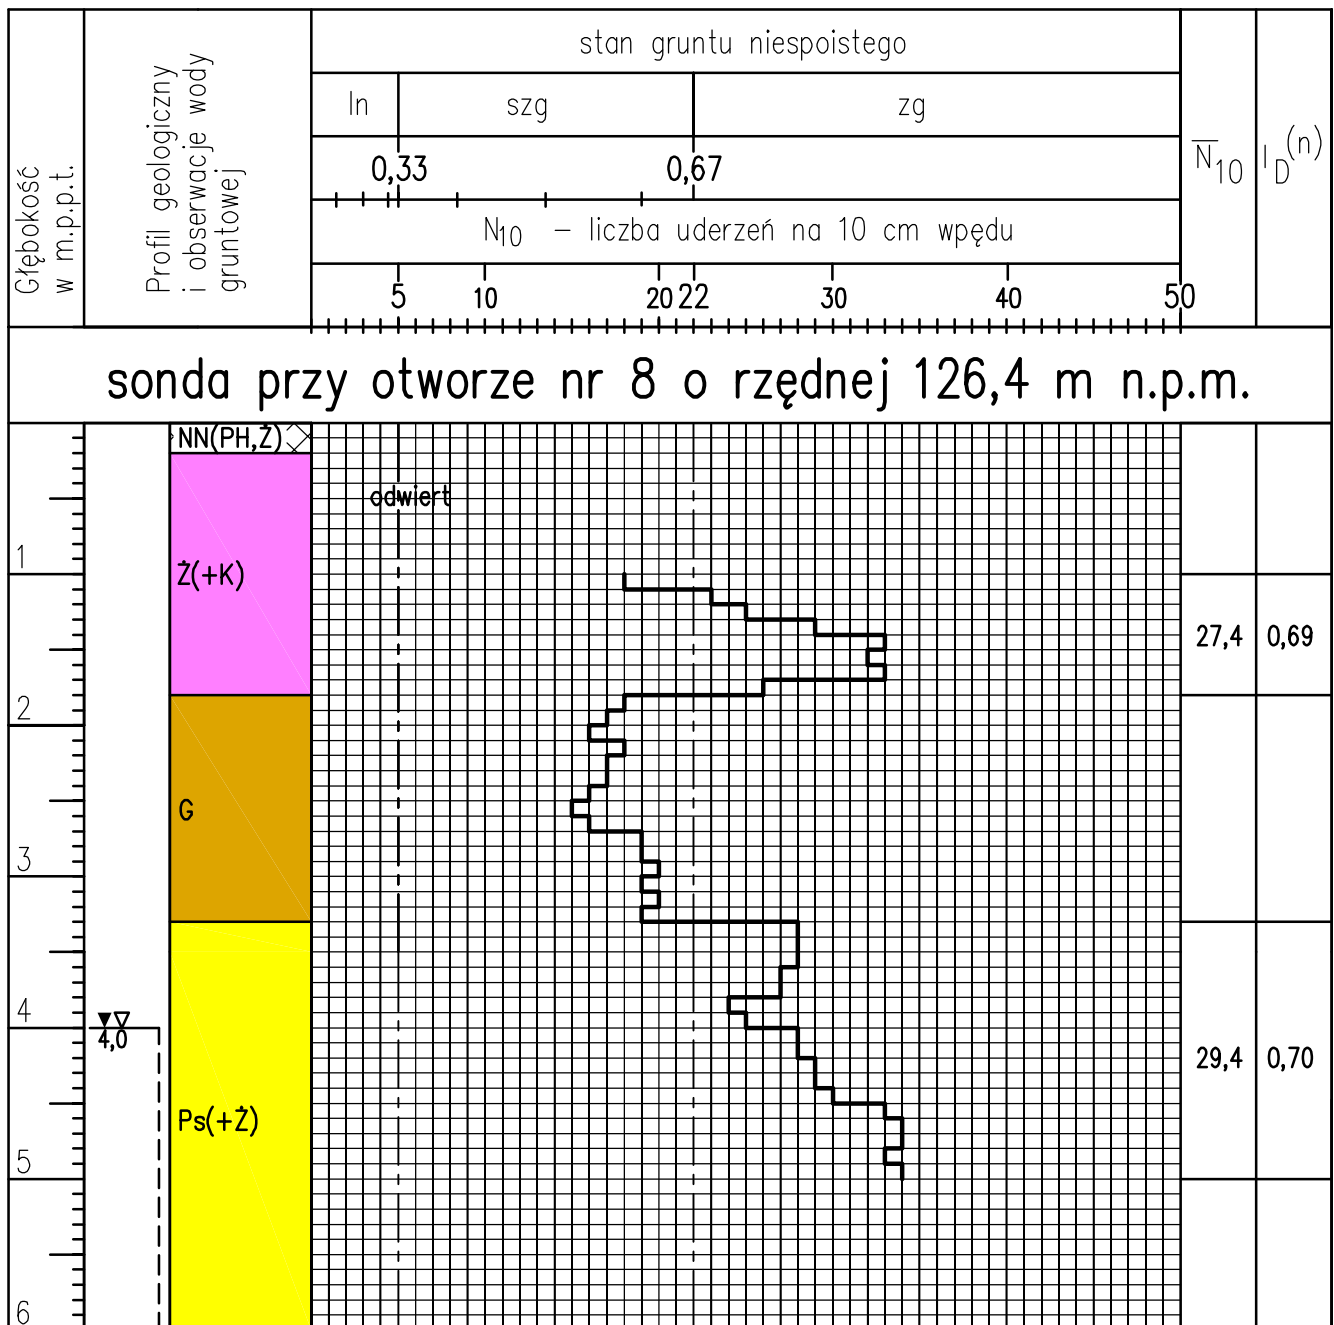 Głębokość
w m.p.p.t.
Profil geologiczny
i obserwacje wody
gruntowej
stan gruntu niespoistego
ln szg zg
0,33 0,67
N10 – liczba uderzeń na 10 cm wpędu
5 10 20 22 30 40 50
N10
ID(n)
sonda przy otworze nr 8 o rzędnej 126,4 m n.p.m.
NN(PH,Ż)
odwiert
1
Ż(+K)
27,4 0,69
2
G
3
4
4,0
29,4 0,70
Ps(+Ż)
5
6